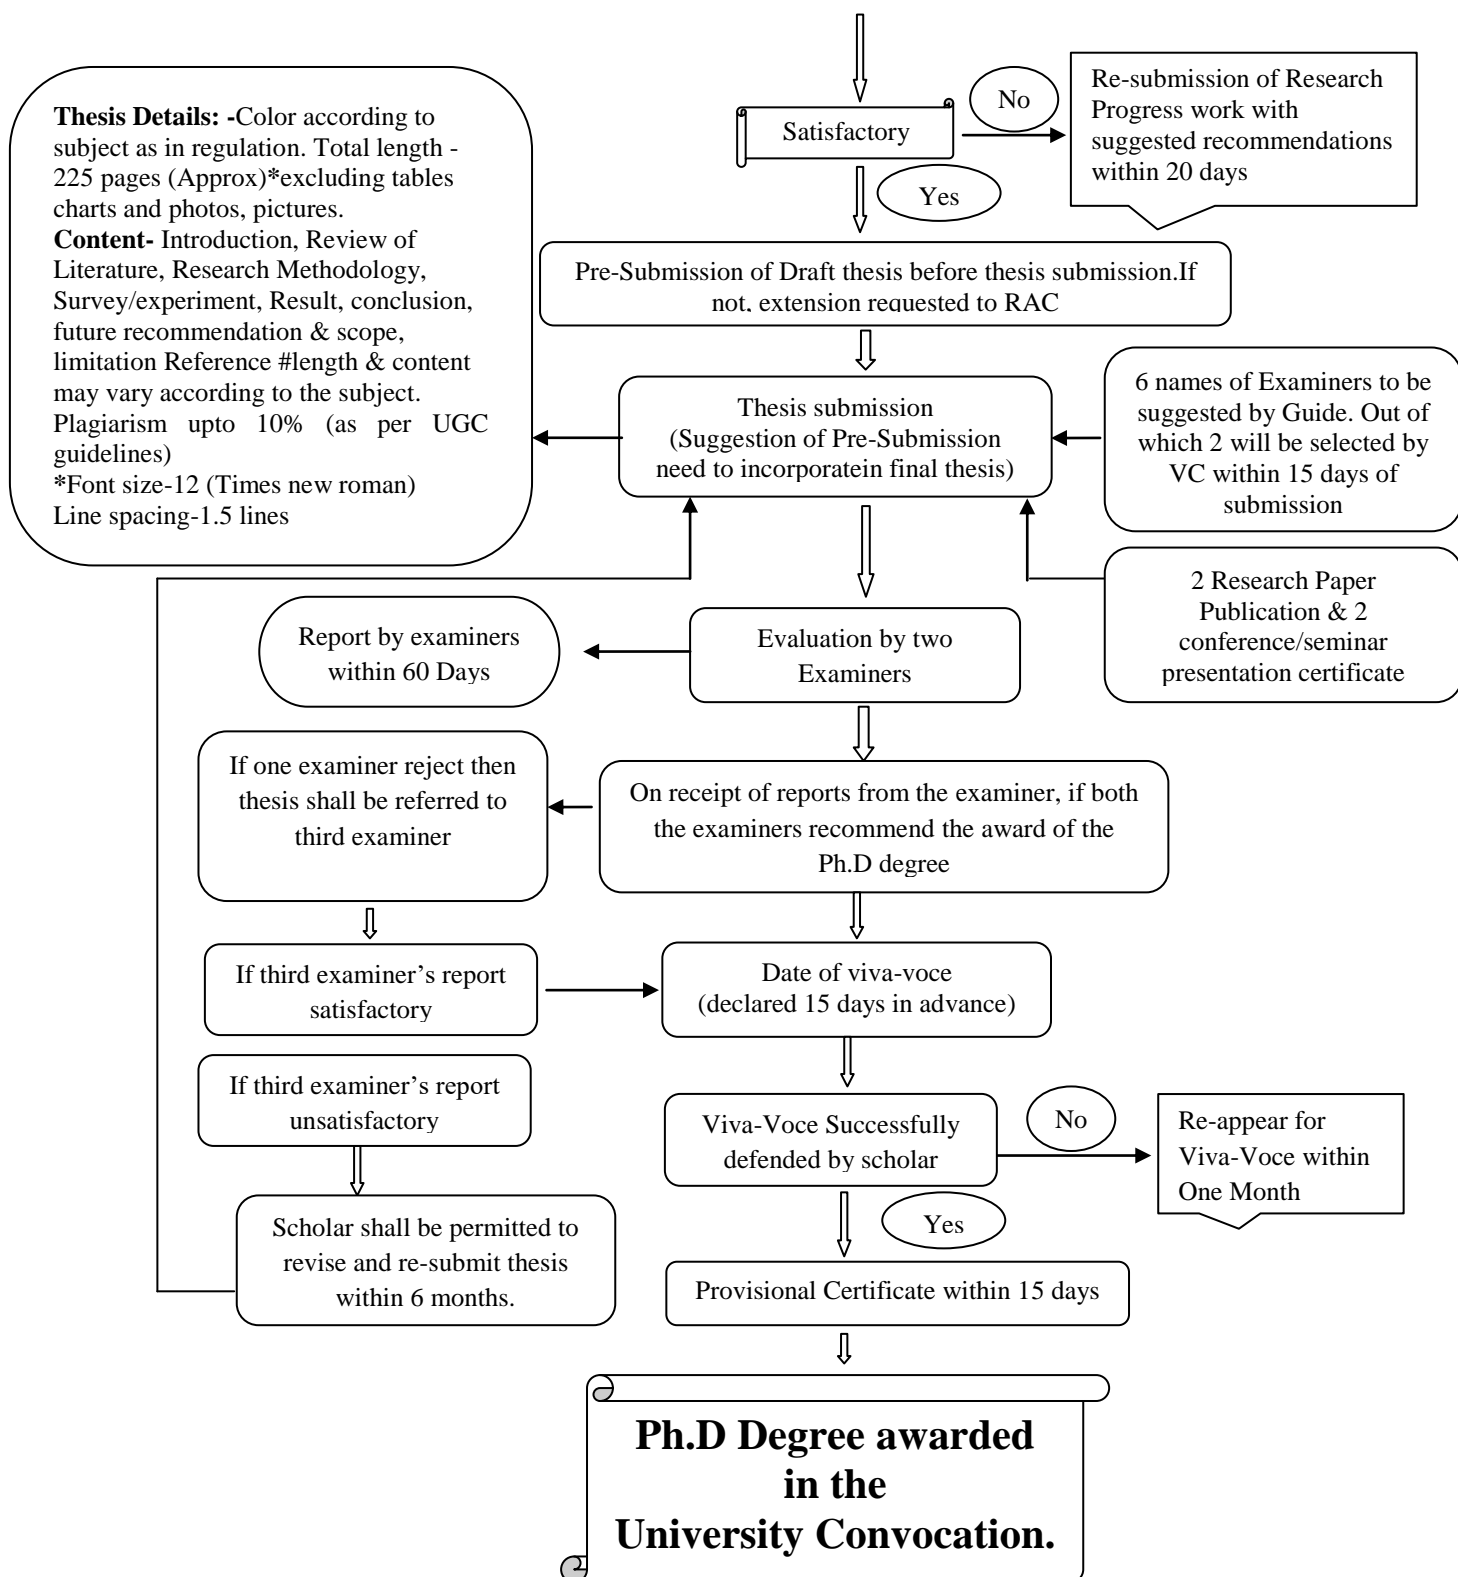 Satisfactory
No
Re-submission of Research
Progress work with
suggested recommendations
within 20 days
Yes
Thesis Details: -Color according to
subject as in regulation. Total length -
225 pages (Approx)*excluding tables
charts and photos, pictures.
Content- Introduction, Review of
Literature, Research Methodology,
Survey/experiment, Result, conclusion,
future recommendation & scope,
limitation Reference #length & content
may vary according to the subject.
Plagiarism upto 10% (as per UGC
guidelines)
*Font size-12 (Times new roman)
Line spacing-1.5 lines
Pre-Submission of Draft thesis before thesis submission.If
not, extension requested to RAC
Thesis submission
(Suggestion of Pre-Submission
need to incorporatein final thesis)
6 names of Examiners to be
suggested by Guide. Out of
which 2 will be selected by
VC within 15 days of
submission
2 Research Paper
Publication & 2
conference/seminar
presentation certificate
Report by examiners
within 60 Days
Evaluation by two
Examiners
If one examiner reject then
thesis shall be referred to
third examiner
On receipt of reports from the examiner, if both
the examiners recommend the award of the
Ph.D degree
If third examiner’s report
satisfactory
Date of viva-voce
(declared 15 days in advance)
If third examiner’s report
unsatisfactory
Viva-Voce Successfully
defended by scholar
No
Re-appear for
Viva-Voce within
One Month
Yes
Scholar shall be permitted to
revise and re-submit thesis
within 6 months.
Provisional Certificate within 15 days
Ph.D Degree awarded
in the
University Convocation.